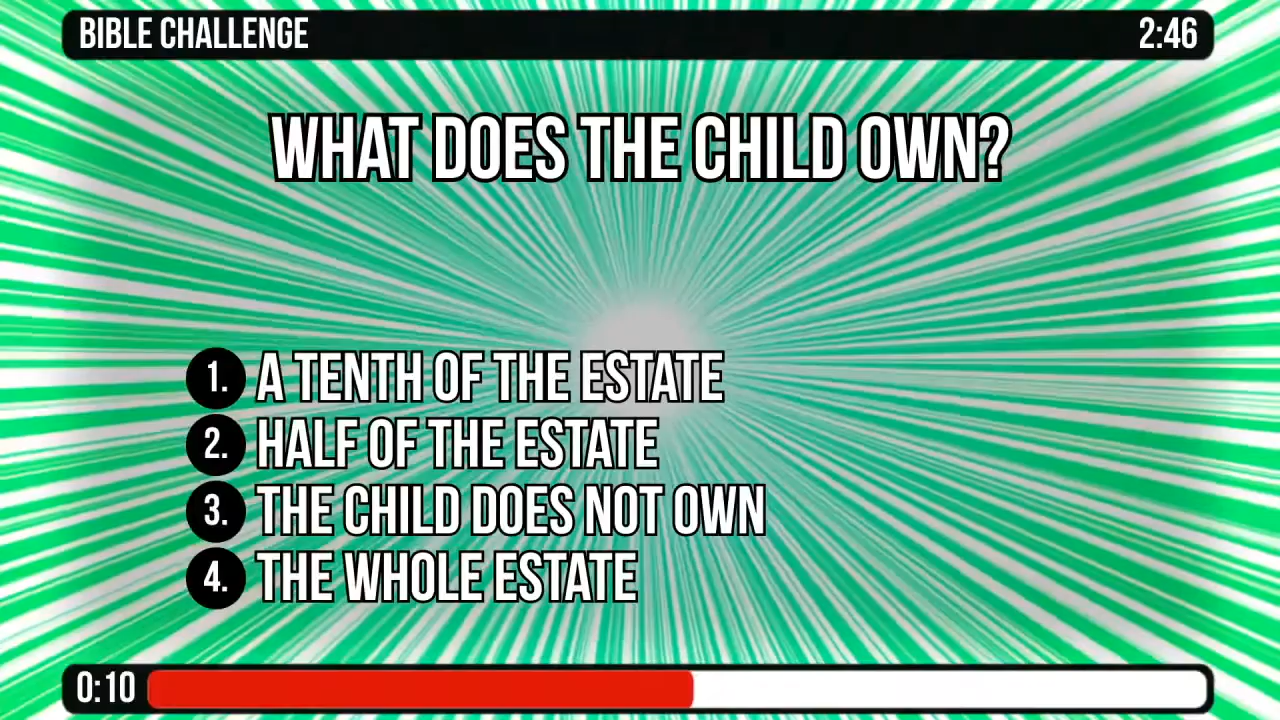 BIBLE CHALLENGE
2:46
WHAT DOES THE CHILD OWN?
1. A TENTH OF THE ESTATE
2. HALF OF THE ESTATE
3. THE CHILD DOES NOT OWN
4. THE WHOLE ESTATE
0:10